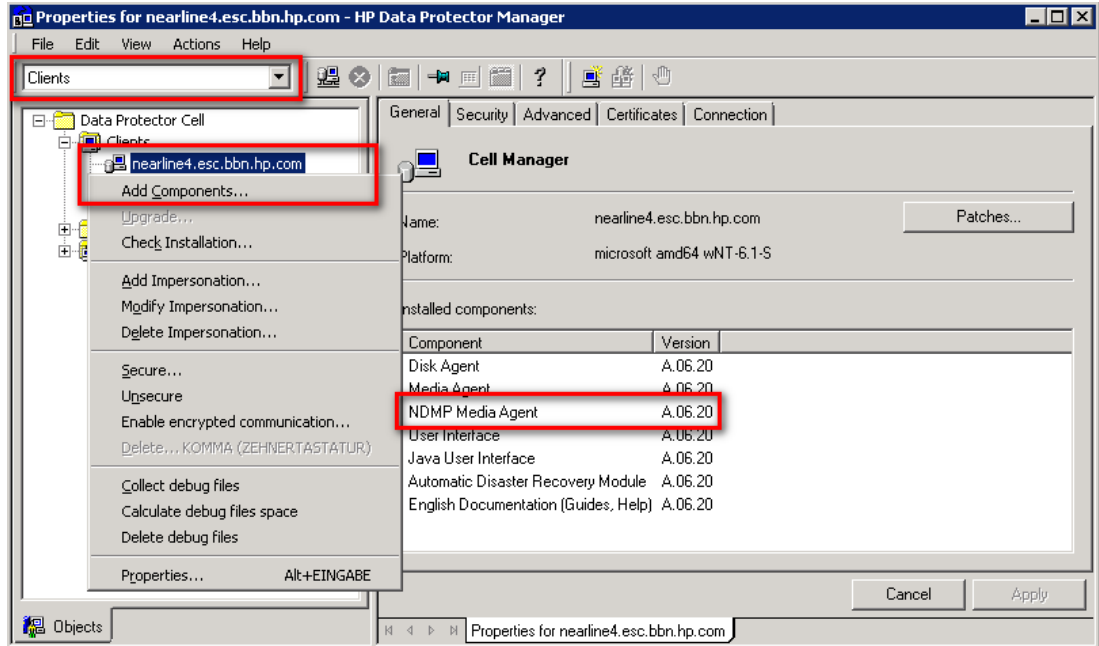 Properties for nearline4.esc.bbn.hp.com - HP Data Protector Manager
File Edit View Actions Help
Clients
Data Protector Cell
Clients
nearline4.esc.bbn.hp.com
Add Components...
Upgrade...
Check Installation...
Add Impersonation...
Modify Impersonation...
Delete Impersonation...
Secure...
Unsecure
Enable encrypted communication...
Delete... KOMMA (ZEHNERTASTATUR)
Collect debug files
Calculate debug files space
Delete debug files
Properties... Alt+EINGABE
Objects
General Security Advanced Certificates Connection
Cell Manager
Name: nearline4.esc.bbn.hp.com Patches...
Platform: microsoft amd64 wNT-6.1-S
nstalled components:
Component Version
Disk Agent A.06.20
Media Agent A.06.20
NDMP Media Agent A.06.20
User Interface A.06.20
Java User Interface A.06.20
Automatic Disaster Recovery Module A.06.20
English Documentation (Guides, Help) A.06.20
Cancel Apply
Properties for nearline4.esc.bbn.hp.com